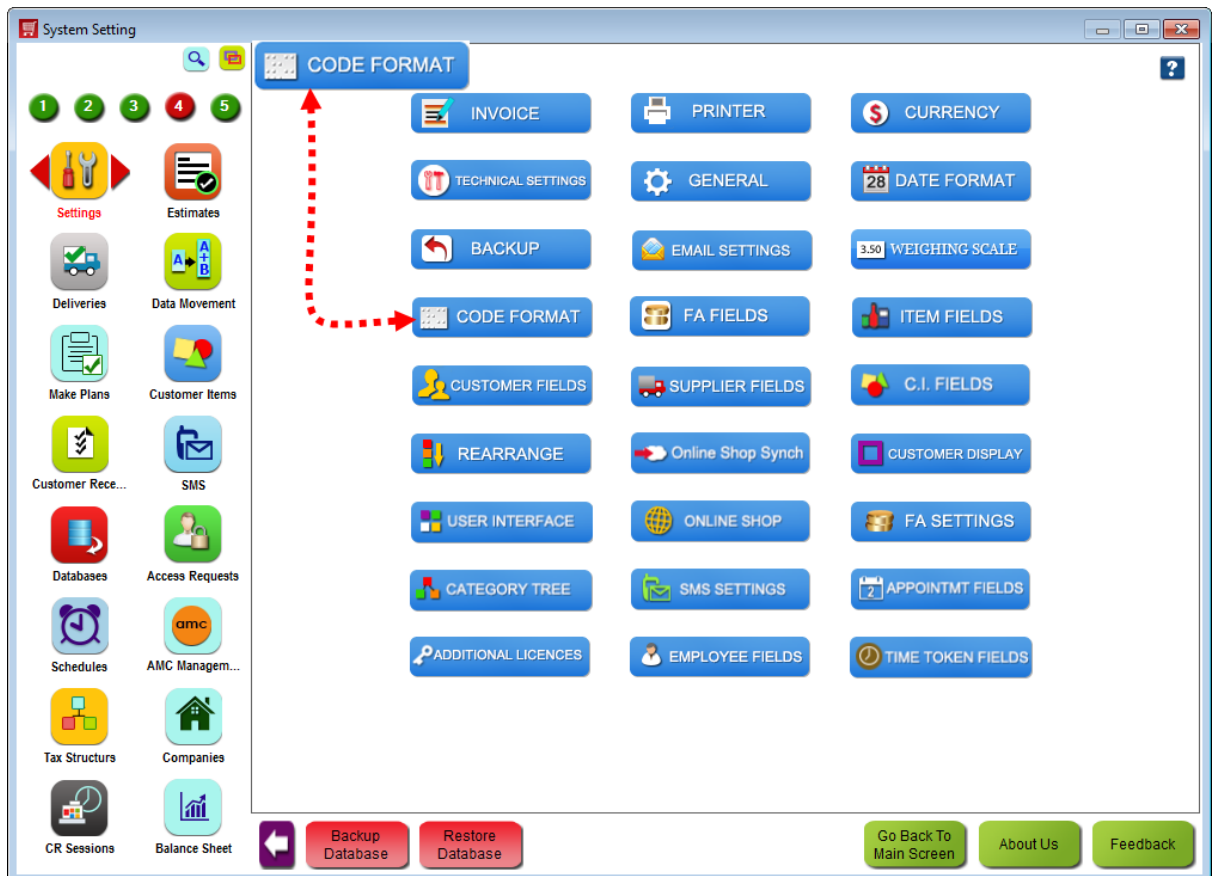 System Setting
CODE FORMAT
?
1 2 3 4 5
Settings
Estimates
A A + B
Deliveries
Data Movement
Make Plans
Customer Items
Customer Rece...
SMS
Databases
Access Requests
amc
Schedules
AMC Managem...
Tax Structurs
Companies
CR Sessions
Balance Sheet
INVOICE
PRINTER
$ CURRENCY
TECHNICAL SETTINGS
GENERAL
28 DATE FORMAT
BACKUP
EMAIL SETTINGS
3.50 WEIGHING SCALE
CODE FORMAT
FA FIELDS
ITEM FIELDS
CUSTOMER FIELDS
SUPPLIER FIELDS
C.I. FIELDS
REARRANGE
Online Shop Synch
CUSTOMER DISPLAY
USER INTERFACE
ONLINE SHOP
FA SETTINGS
CATEGORY TREE
SMS SETTINGS
2 APPOINTMT FIELDS
ADDITIONAL LICENCES
EMPLOYEE FIELDS
TIME TOKEN FIELDS
Backup
Database
Restore
Database
Go Back To
Main Screen
About Us
Feedback